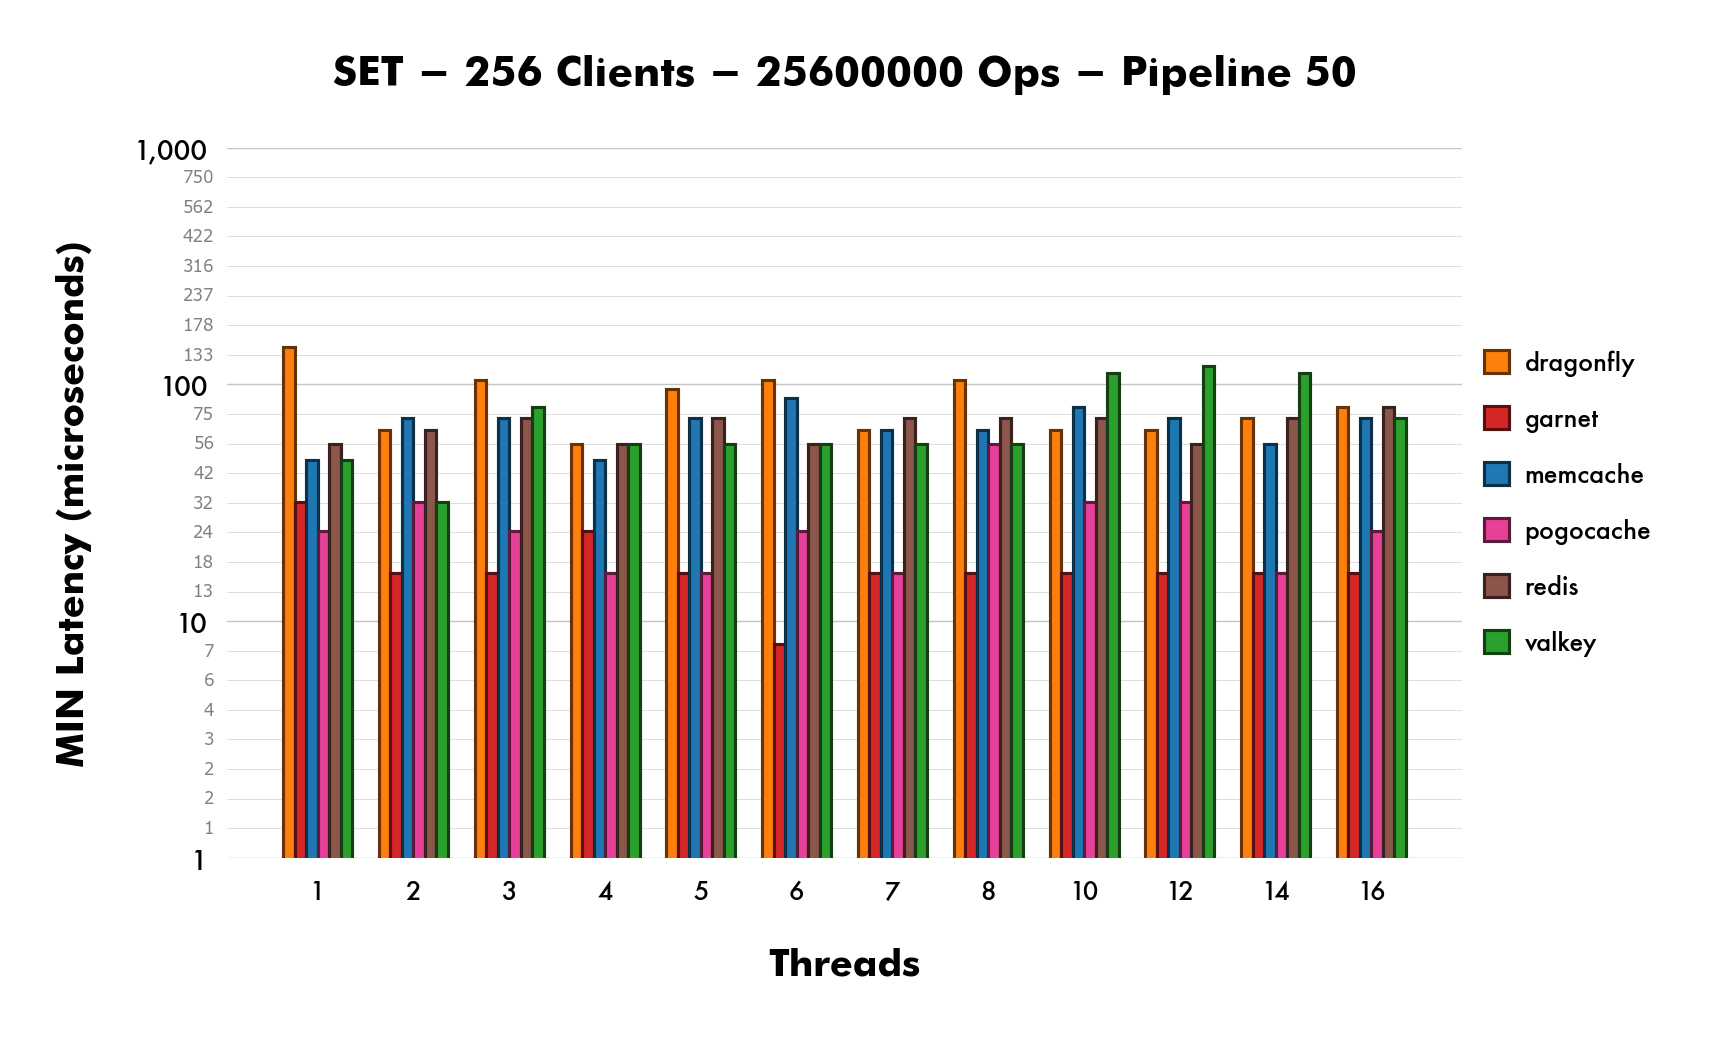 SET – 256 Clients – 25600000 Ops – Pipeline 50
MIN Latency (microseconds)
1,000
750
562
422
316
237
178
133
100
75
56
42
32
24
18
13
10
7
6
4
3
2
2
1
1
1 2 3 4 5 6 7 8 10 12 14 16
Threads
dragonfly
garnet
memcache
pogocache
redis
valkey